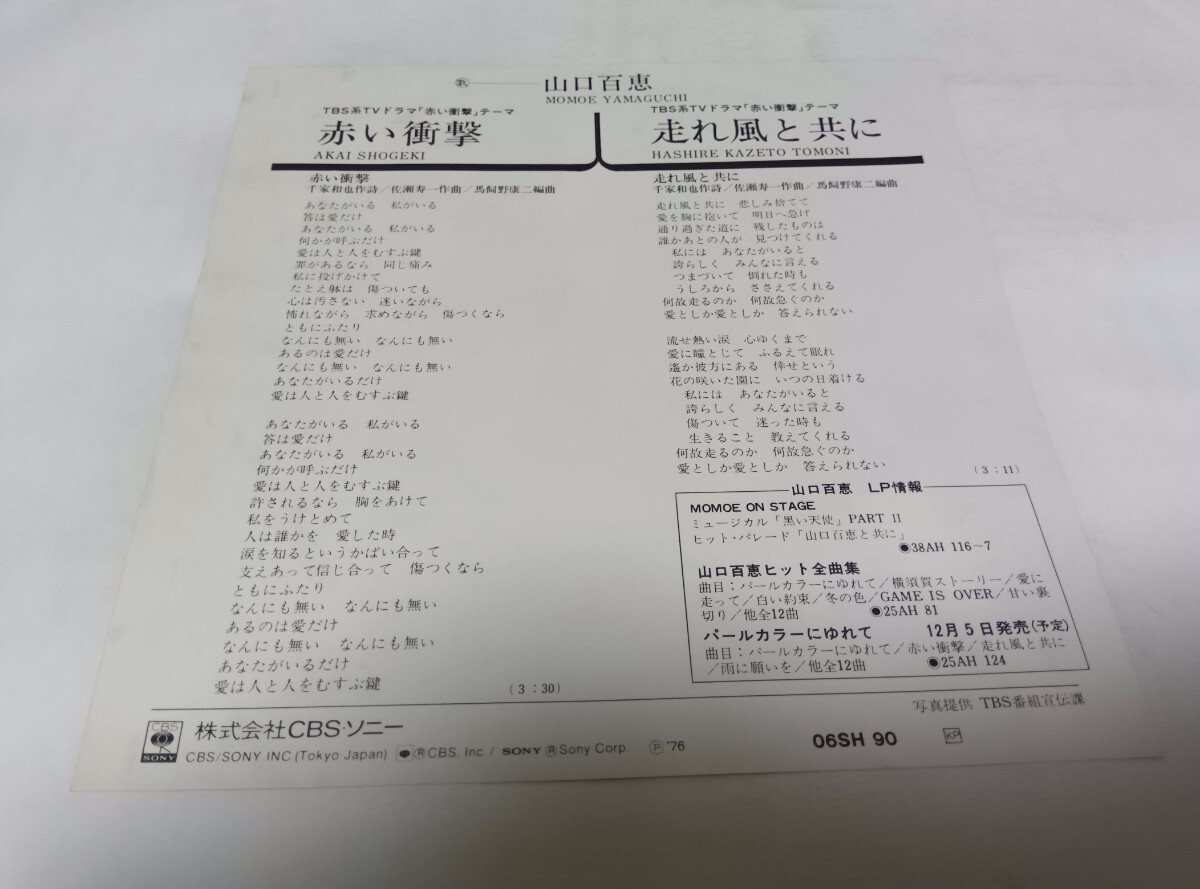 歌 山口百恵
MOMOE YAMAGUCHI
TBS系TVドラマ「赤い衝撃」テーマ
赤い衝撃
AKAI SHOGEKI
赤い衝撃
千家和也作詩/佐瀬寿一作曲/馬飼野康二編曲
あなたがいる 私がいる
答は愛だけ
あなたがいる 私がいる
何かが呼ぶだけ
愛は人と人をむすぶ鍵
罪があるなら 同じ痛み
私に投げかけて
たとえ躰は 傷ついても
心は汚さない 迷いながら
怖れながら 求めながら 傷つくなら
ともにふたり
なんにも無い なんにも無い
あるのは愛だけ
なんにも無い なんにも無い
あなたがいるだけ
愛は人と人をむすぶ鍵
あなたがいる 私がいる
答は愛だけ
あなたがいる 私がいる
何かが呼ぶだけ
愛は人と人をむすぶ鍵
許されるなら 胸をあけて
私をうけとめて
人は誰かを 愛した時
涙を知るというかばい合って
支えあって信じ合って 傷つくなら
ともにふたり
なんにも無い なんにも無い
あるのは愛だけ
なんにも無い なんにも無い
あなたがいるだけ
愛は人と人をむすぶ鍵
(3:30)
TBS系TVドラマ「赤い衝撃」テーマ
走れ風と共に
HASHIRE KAZETO TOMONI
走れ風と共に
千家和也作詩/佐瀬寿一作曲/馬飼野康二編曲
走れ風と共に 悲しみ捨てて
愛を胸に抱いて 明日へ急げ
通り過ぎた道に 残したものは
誰かあとの人が 見つけてくれる
私には あなたがいると
誇らしく みんなに言える
つまづいて 倒れた時も
うしろから ささえてくれる
何故走るのか 何故急ぐのか
愛としか愛としか 答えられない
流せ熱い涙 心ゆくまで
愛に瞳とじて ふるえて眠れ
遙か彼方にある 倖せという
花の咲いた園に いつの日着ける
私には あなたがいると
誇らしく みんなに言える
傷ついて 迷った時も
生きること 教えてくれる
何故走るのか 何故急ぐのか
愛としか愛としか 答えられない
(3:11)
山口百恵 LP情報
MOMOE ON STAGE
ミュージカル「黒い天使」PART II
ヒット・パレード「山口百恵と共に」
●38AH 116~7
山口百恵ヒット全曲集
曲目:パールカラーにゆれて/横須賀ストーリー/愛に
走って/白い約束/冬の色/GAME IS OVER/甘い裏
切り/他全12曲 ●25AH 81
パールカラーにゆれて 12月5日発売(予定)
曲目:パールカラーにゆれて/赤い衝撃/走れ風と共に
/雨に願いを/他全12曲 ●25AH 124
写真提供 TBS番組宣伝課
CBS
SONY
株式会社CBS・ソニー
CBS/SONY INC (Tokyo Japan) ®CBS, Inc / SONY ®Sony Corp. Ⓟ'76
06SH 90 KP